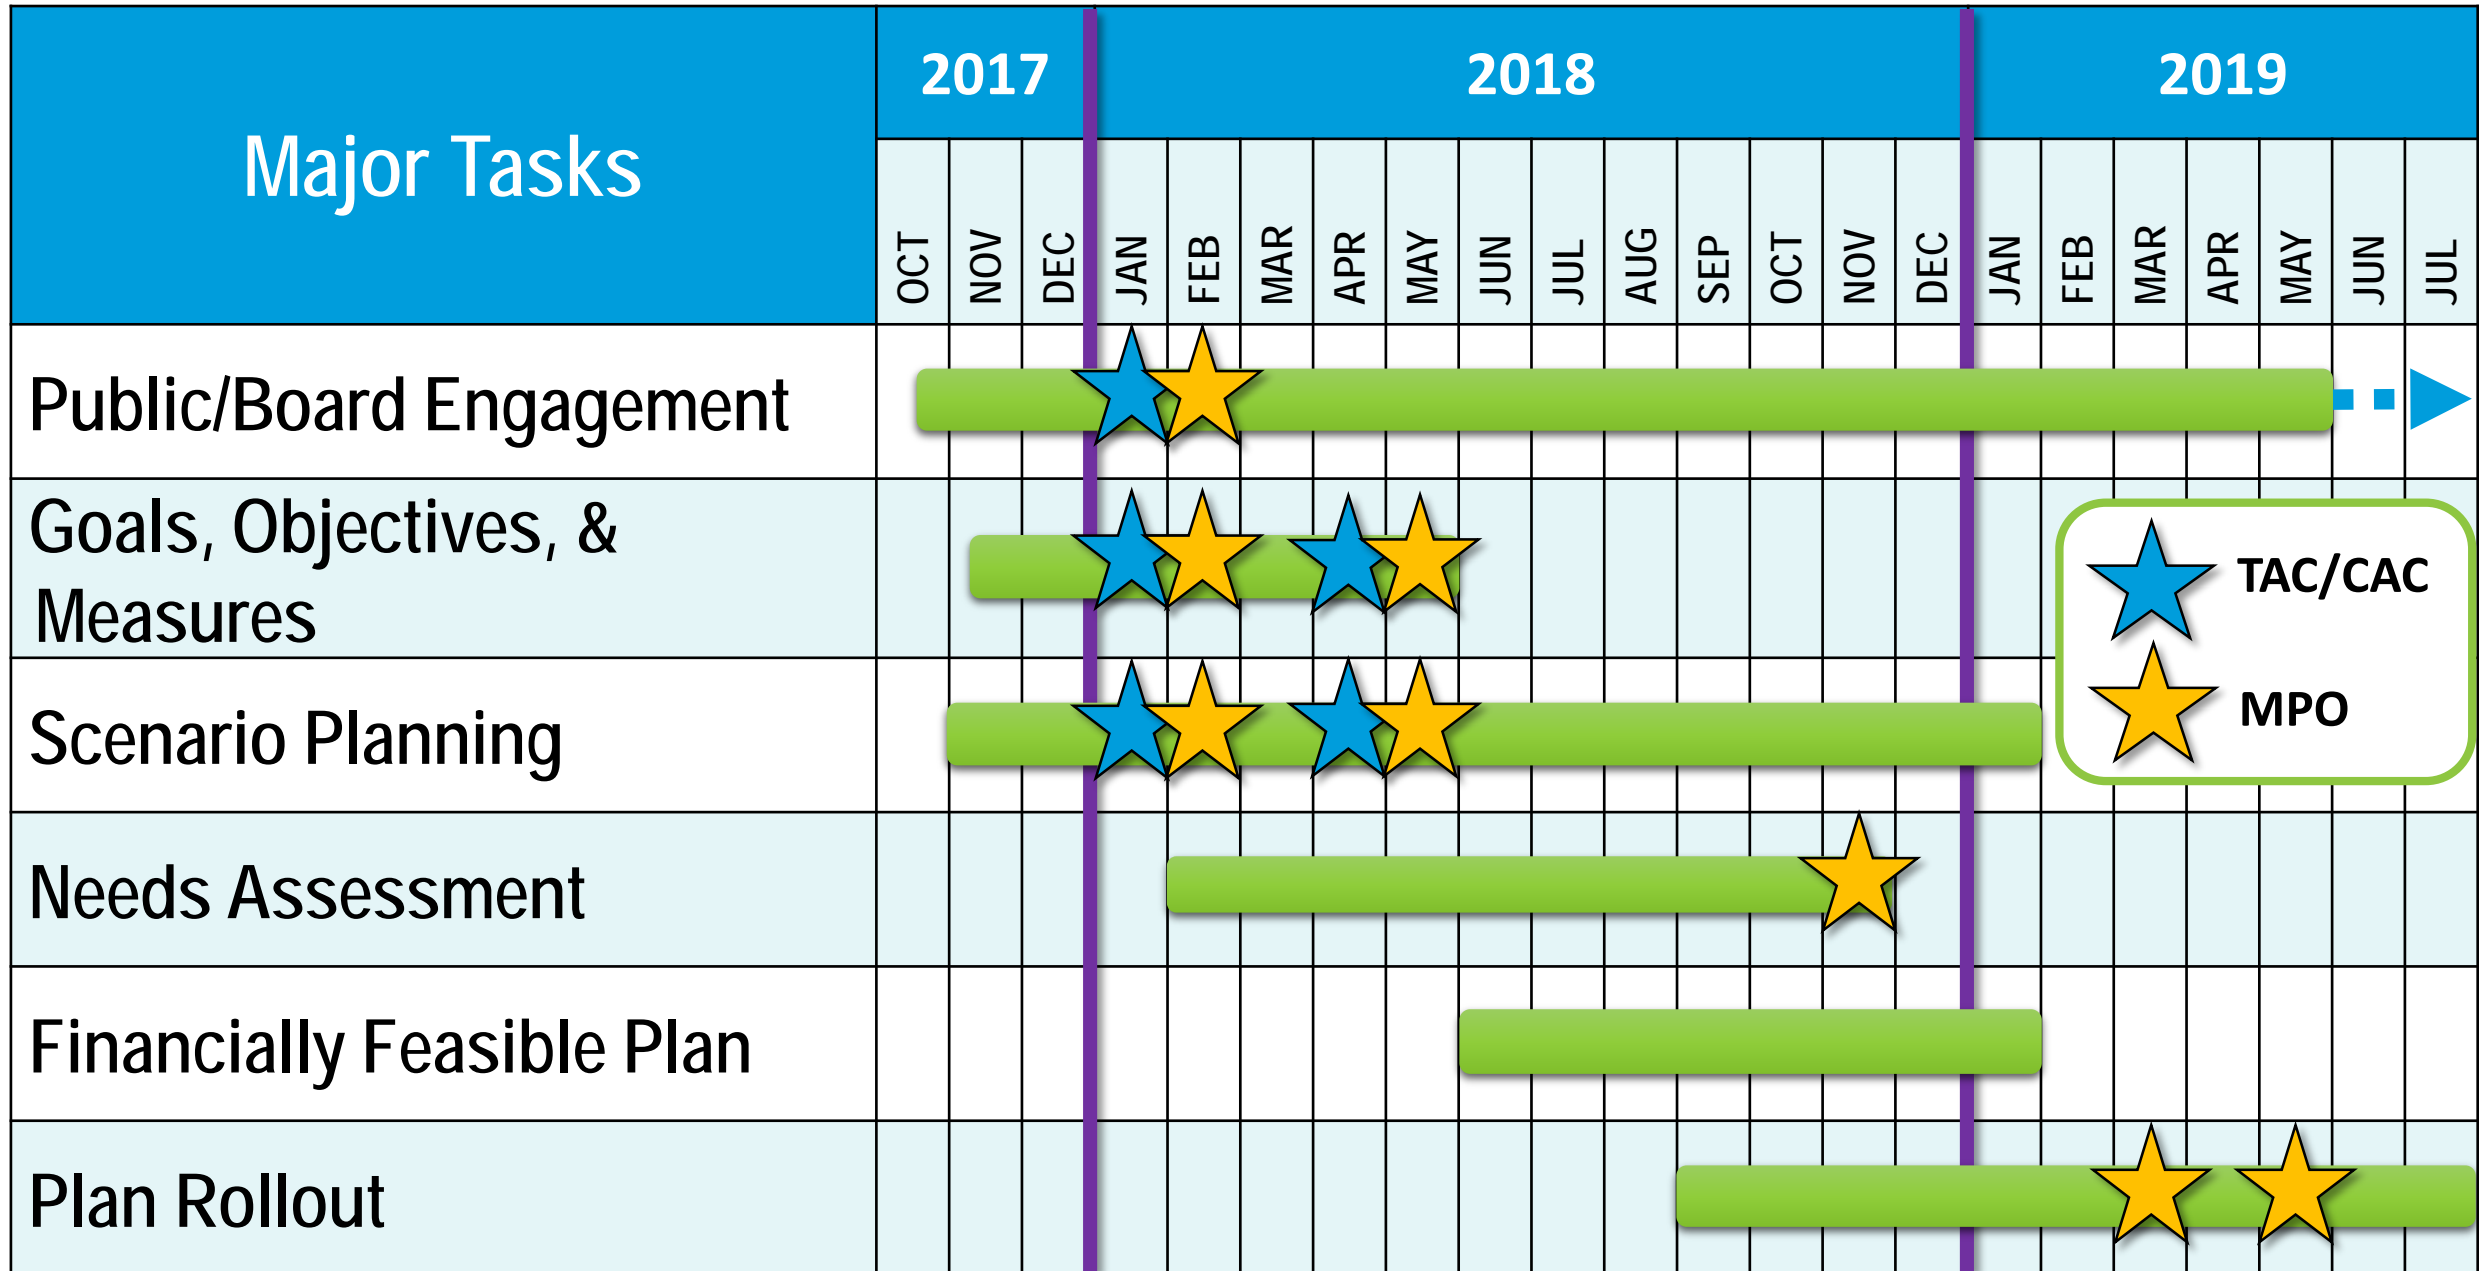 Major Tasks
2017
2018
2019
OCT
NOV
DEC
JAN
FEB
MAR
APR
MAY
JUN
JUL
AUG
SEP
OCT
NOV
DEC
JAN
FEB
MAR
APR
MAY
JUN
JUL
Public/Board Engagement
Goals, Objectives, &
Measures
TAC/CAC
MPO
Scenario Planning
Needs Assessment
Financially Feasible Plan
Plan Rollout